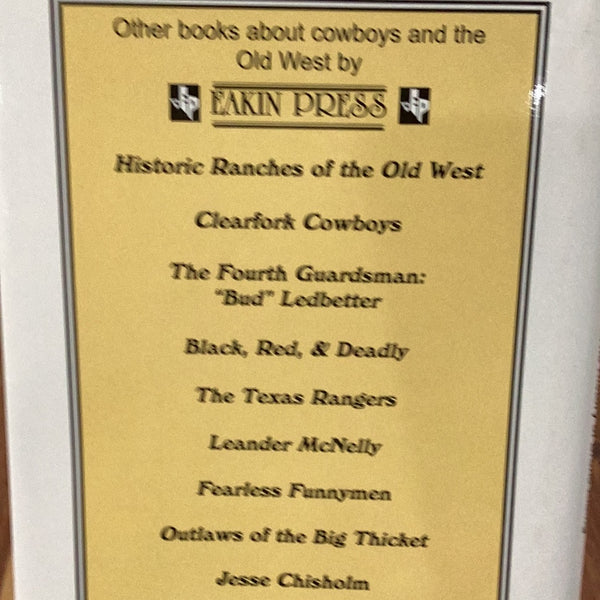 Other books about cowboys and the
Old West by
ep EAKIN PRESS ep
Historic Ranches of the Old West
Clearfork Cowboys
The Fourth Guardsman:
"Bud" Ledbetter
Black, Red, & Deadly
The Texas Rangers
Leander McNelly
Fearless Funnymen
Outlaws of the Big Thicket
Jesse Chisholm